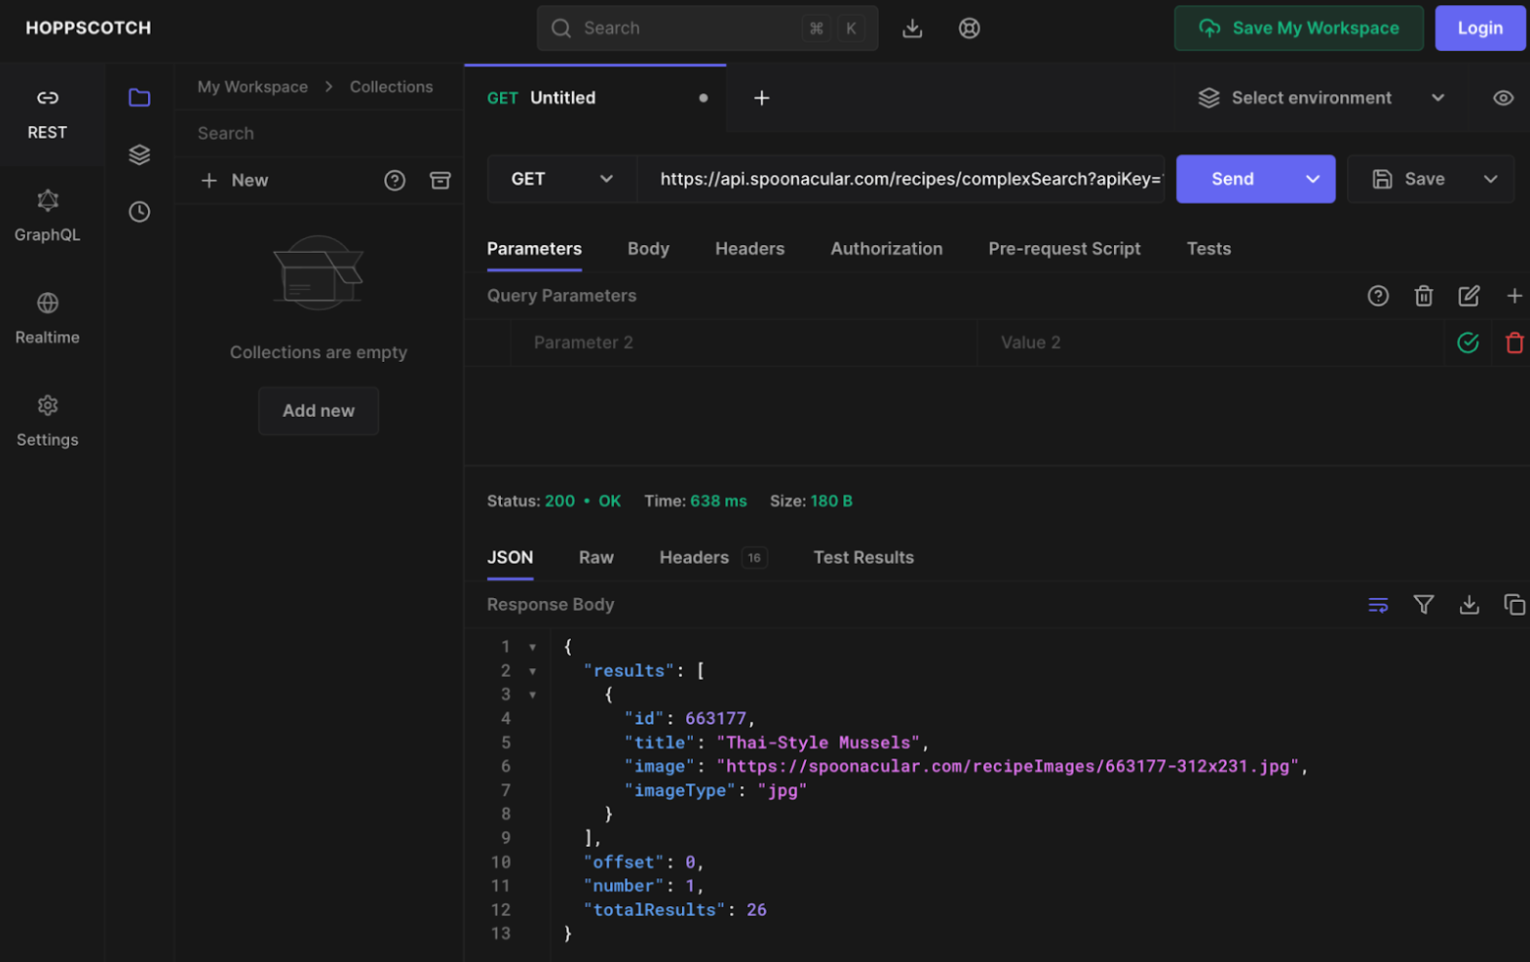 HOPPSCOTCH
Search
⌘ K
Save My Workspace
Login
REST
GraphQL
Realtime
Settings
My Workspace > Collections
Search
+ New
Collections are empty
Add new
GET Untitled
Select environment
GET
https://api.spoonacular.com/recipes/complexSearch?apiKey=
Send
Save
Parameters
Body
Headers
Authorization
Pre-request Script
Tests
Query Parameters
Parameter 2
Value 2
Status: 200 • OK Time: 638 ms Size: 180 B
JSON
Raw
Headers 16
Test Results
Response Body
1 {
2 "results": [
3 {
4 "id": 663177,
5 "title": "Thai-Style Mussels",
6 "image": "https://spoonacular.com/recipeImages/663177-312x231.jpg",
7 "imageType": "jpg"
8 }
9 ],
10 "offset": 0,
11 "number": 1,
12 "totalResults": 26
13 }